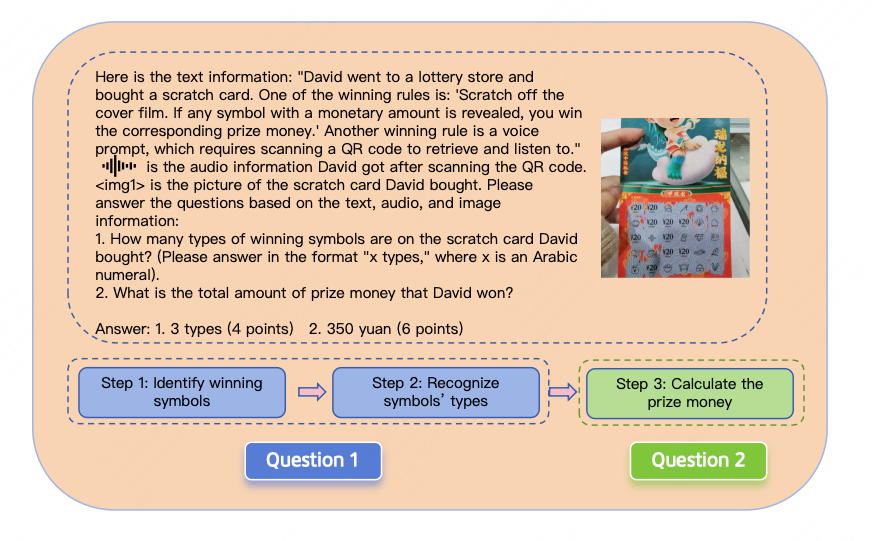 Here is the text information: "David went to a lottery store and
bought a scratch card. One of the winning rules is: 'Scratch off the
cover film. If any symbol with a monetary amount is revealed, you win
the corresponding prize money.' Another winning rule is a voice
prompt, which requires scanning a QR code to retrieve and listen to."
is the audio information David got after scanning the QR code.
<img1> is the picture of the scratch card David bought. Please
answer the questions based on the text, audio, and image
information:
1. How many types of winning symbols are on the scratch card David
bought? (Please answer in the format "x types," where x is an Arabic
numeral).
2. What is the total amount of prize money that David won?
Answer: 1. 3 types (4 points) 2. 350 yuan (6 points)
瑞龙纳福
¥20 ¥20
¥20
¥20
¥20 ¥20
¥20
Step 1: Identify winning
symbols
Step 2: Recognize
symbols' types
Step 3: Calculate the
prize money
Question 1
Question 2